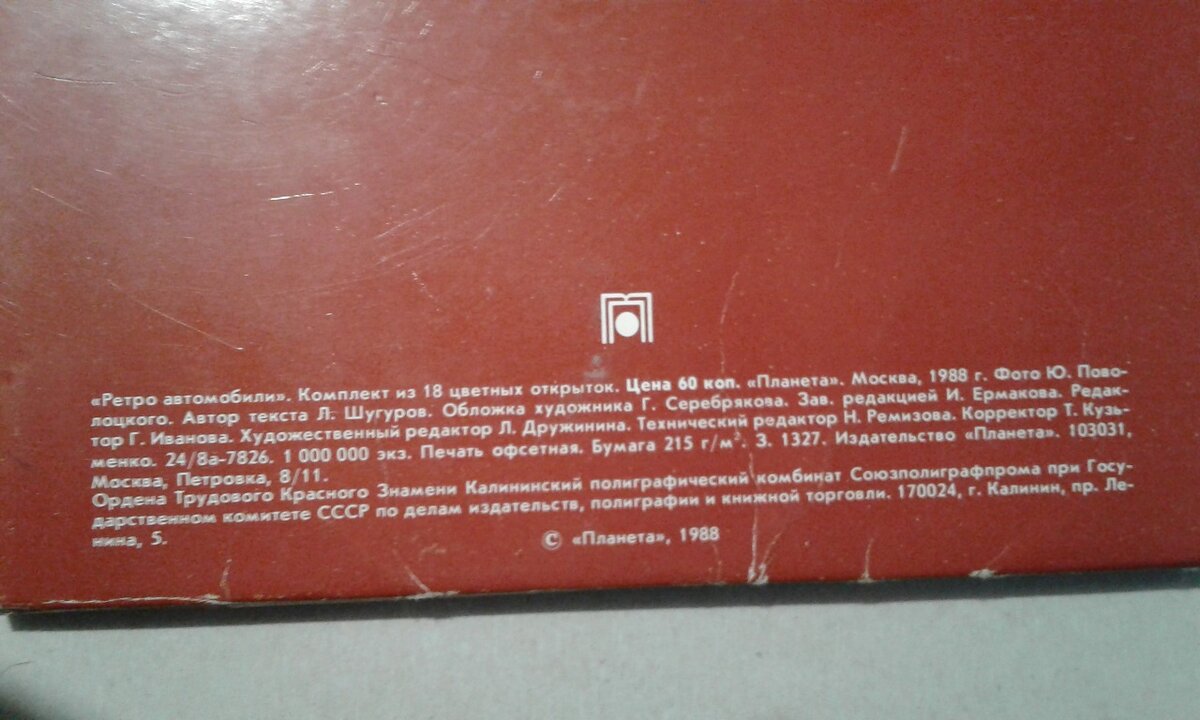 «Ретро автомобили». Комплект из 18 цветных открыток. Цена 60 коп. «Планета». Москва, 1988 г. Фото Ю. Пово-
лоцкого. Автор текста Л. Шугуров. Обложка художника Г. Серебрякова. Зав. редакцией И. Ермакова. Редак-
тор Г. Иванова. Художественный редактор Л. Дружинина. Технический редактор Н. Ремизова. Корректор Т. Кузь-
менко. 24/8а-7826. 1 000 000 экз. Печать офсетная. Бумага 215 г/м². З. 1327. Издательство «Планета». 103031,
Москва, Петровка, 8/11.
Ордена Трудового Красного Знамени Калининский полиграфический комбинат Союзполиграфпрома при Госу-
дарственном комитете СССР по делам издательств, полиграфии и книжной торговли. 170024, г. Калинин, пр. Ле-
нина, 5.
© «Планета», 1988